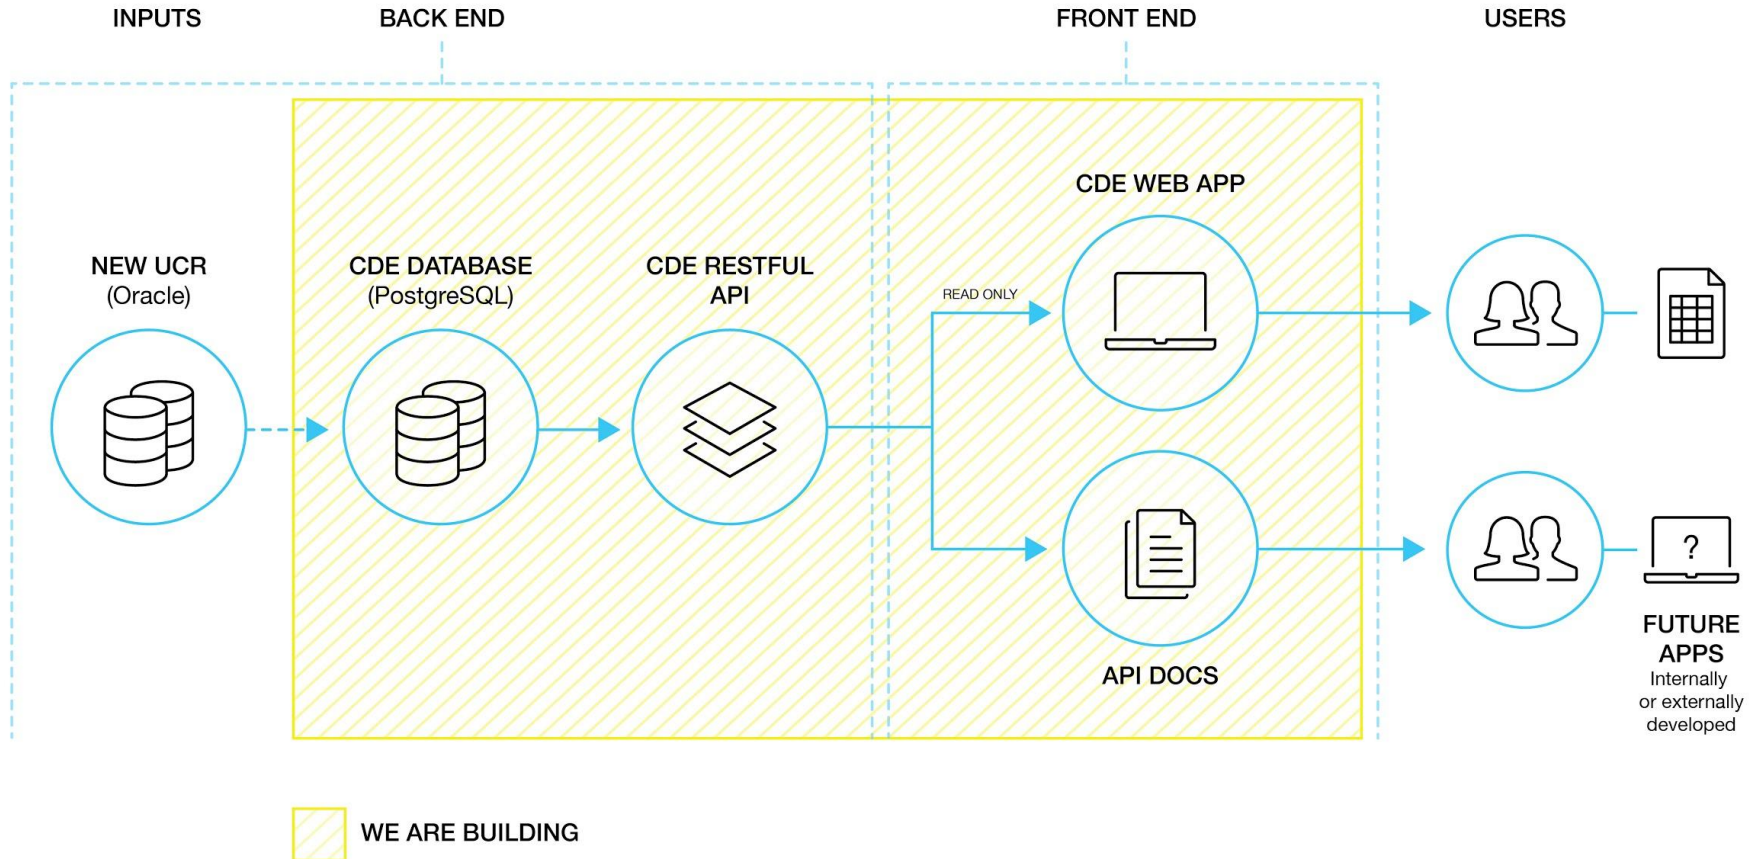 INPUTS
BACK END
FRONT END
USERS
CDE WEB APP
NEW UCR
(Oracle)
CDE DATABASE
(PostgreSQL)
CDE RESTFUL
API
READ ONLY
?
API DOCS
FUTURE
APPS
Internally
or externally
developed
WE ARE BUILDING